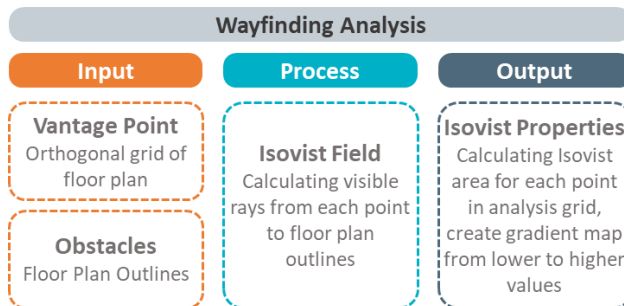 Wayfinding Analysis
Input
Process
Output
Vantage Point
Orthogonal grid of
floor plan
Obstacles
Floor Plan Outlines
Isovist Field
Calculating visible
rays from each point
to floor plan
outlines
Isovist Properties
Calculating Isovist
area for each point
in analysis grid,
create gradient map
from lower to higher
values